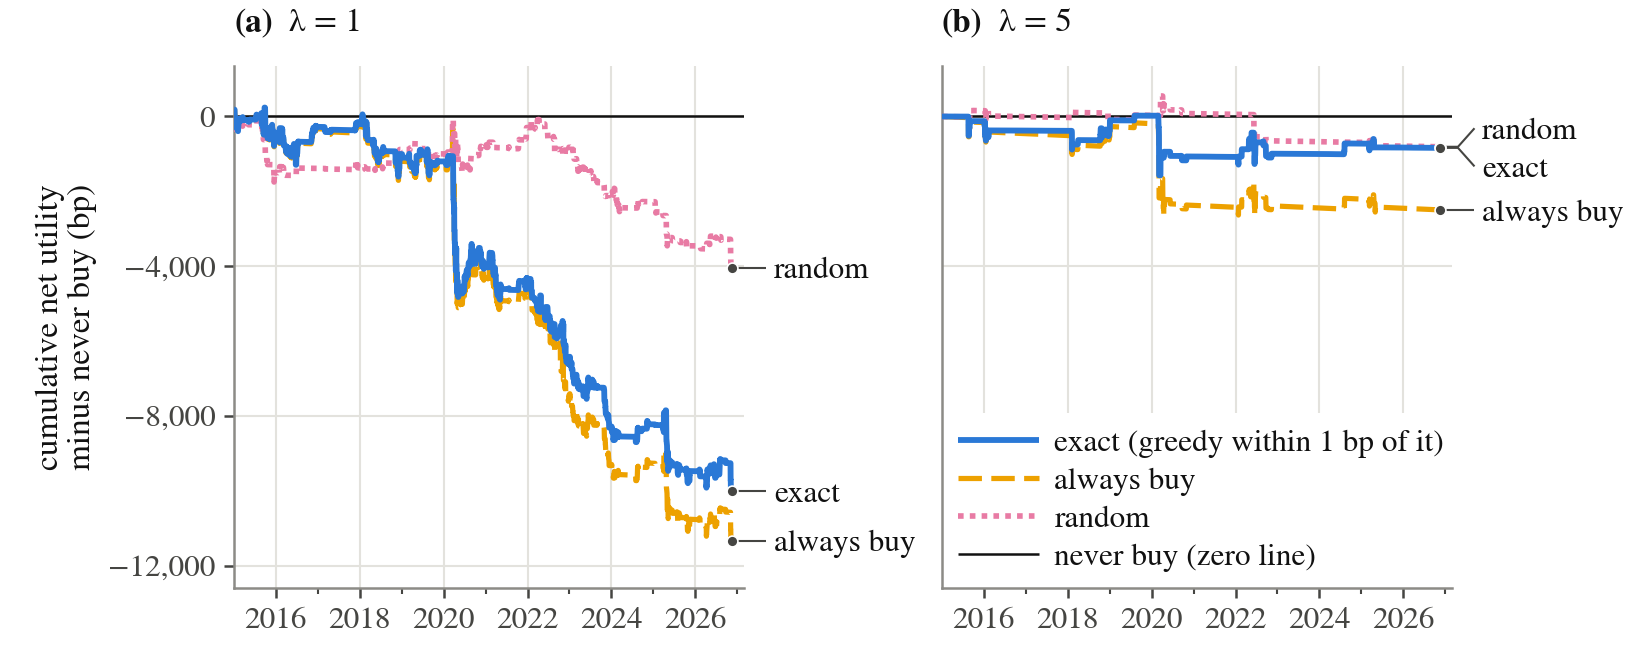 (a) λ = 1
(b) λ = 5
cumulative net utility
minus never buy (bp)
0
−4,000
−8,000
−12,000
2016 2018 2020 2022 2024 2026
random
exact
always buy
random
exact
always buy
exact (greedy within 1 bp of it)
always buy
random
never buy (zero line)
2016 2018 2020 2022 2024 2026